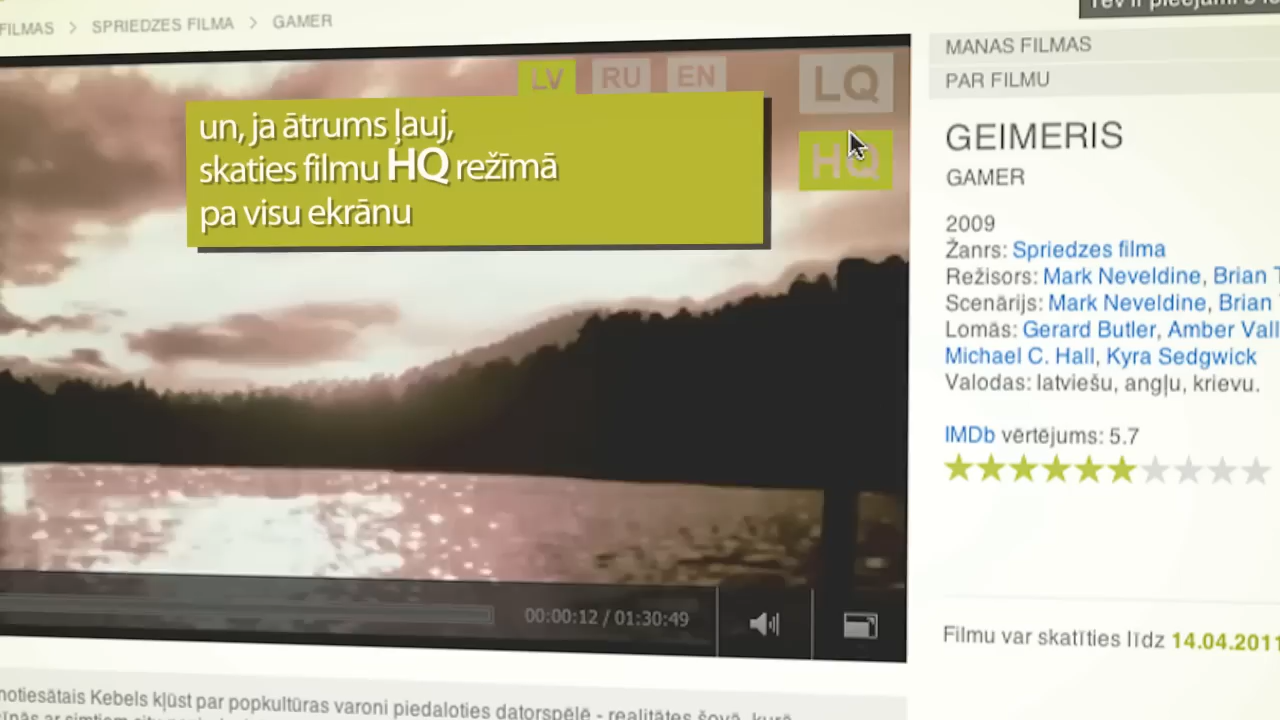 FILMAS > SPRIEDZES FILMA > GAMER
LV RU EN
LQ
HQ
un, ja ātrums ļauj,
skaties filmu HQ režīmā
pa visu ekrānu
00:00:12 / 01:30:49
MANAS FILMAS
PAR FILMU
GEIMERIS
GAMER
2009
Žanrs: Spriedzes filma
Režisors: Mark Neveldine, Brian
Scenārijs: Mark Neveldine, Brian
Lomās: Gerard Butler, Amber Vall
Michael C. Hall, Kyra Sedgwick
Valodas: latviešu, angļu, krievu.
IMDb vērtējums: 5.7
Filmu var skatīties līdz 14.04.2011
notiesātais Kebels kļūst par popkultūras varoni piedaloties datorspēlē - realitātes šovā, kurā